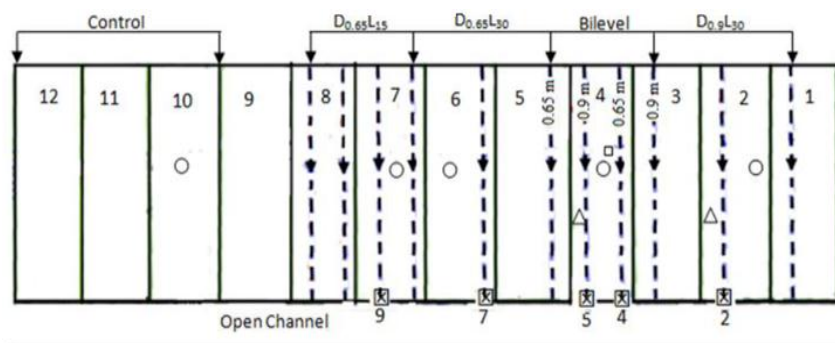 Control D₀.₆₅L₁₅ D₀.₆₅L₃₀ Bilevel D₀.₉L₃₀
12 11 10 9 8 7 6 5 4 3 2 1
0.65 m -0.9 m 0.65 m -0.9 m
Open Channel 9 7 5 4 2